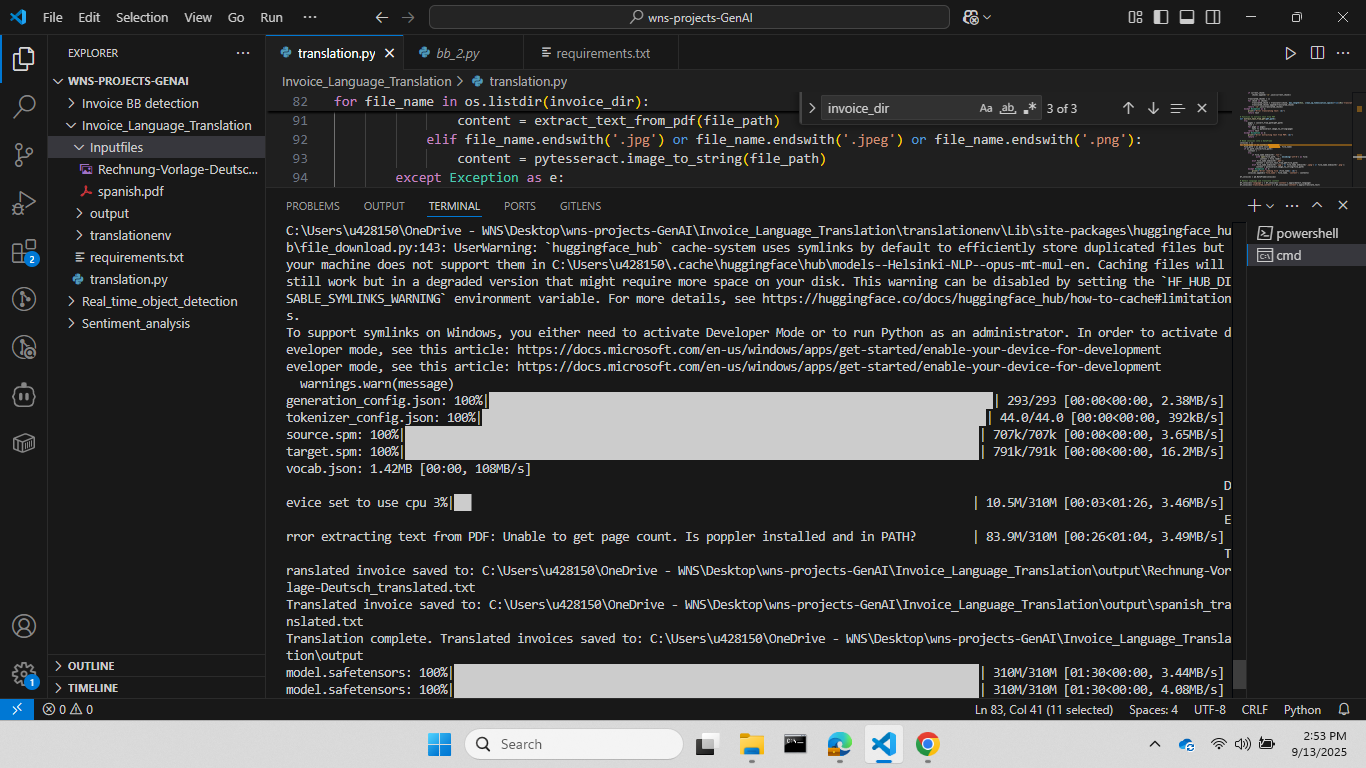 File Edit Selection View Go Run ··· wns-projects-GenAI
EXPLORER
WNS-PROJECTS-GENAI
Invoice BB detection
Invoice_Language_Translation
Inputfiles
Rechnung-Vorlage-Deutsc...
spanish.pdf
output
translationenv
requirements.txt
translation.py
Real_time_object_detection
Sentiment_analysis
OUTLINE
TIMELINE
2
1
translation.py bb_2.py requirements.txt
Invoice_Language_Translation > translation.py
82 for file_name in os.listdir(invoice_dir):
91 content = extract_text_from_pdf(file_path)
92 elif file_name.endswith('.jpg') or file_name.endswith('.jpeg') or file_name.endswith('.png'):
93 content = pytesseract.image_to_string(file_path)
94 except Exception as e:
invoice_dir Aa ab .* 3 of 3
PROBLEMS OUTPUT TERMINAL PORTS GITLENS
powershell
cmd
C:\Users\u428150\OneDrive - WNS\Desktop\wns-projects-GenAI\Invoice_Language_Translation\translationenv\Lib\site-packages\huggingface_hu
b\file_download.py:143: UserWarning: `huggingface_hub` cache-system uses symlinks by default to efficiently store duplicated files but
your machine does not support them in C:\Users\u428150\.cache\huggingface\hub\models--Helsinki-NLP--opus-mt-mul-en. Caching files will
still work but in a degraded version that might require more space on your disk. This warning can be disabled by setting the `HF_HUB_DI
SABLE_SYMLINKS_WARNING` environment variable. For more details, see https://huggingface.co/docs/huggingface_hub/how-to-cache#limitation
s.
To support symlinks on Windows, you either need to activate Developer Mode or to run Python as an administrator. In order to activate d
eveloper mode, see this article: https://docs.microsoft.com/en-us/windows/apps/get-started/enable-your-device-for-development
eveloper mode, see this article: https://docs.microsoft.com/en-us/windows/apps/get-started/enable-your-device-for-development
warnings.warn(message)
generation_config.json: 100%| | 293/293 [00:00<00:00, 2.38MB/s]
tokenizer_config.json: 100%| | 44.0/44.0 [00:00<00:00, 392kB/s]
source.spm: 100%| | 707k/707k [00:00<00:00, 3.65MB/s]
target.spm: 100%| | 791k/791k [00:00<00:00, 16.2MB/s]
vocab.json: 1.42MB [00:00, 108MB/s]
D
evice set to use cpu 3%| | 10.5M/310M [00:03<01:26, 3.46MB/s]
E
rror extracting text from PDF: Unable to get page count. Is poppler installed and in PATH? | 83.9M/310M [00:26<01:04, 3.49MB/s]
T
ranslated invoice saved to: C:\Users\u428150\OneDrive - WNS\Desktop\wns-projects-GenAI\Invoice_Language_Translation\output\Rechnung-Vor
lage-Deutsch_translated.txt
Translated invoice saved to: C:\Users\u428150\OneDrive - WNS\Desktop\wns-projects-GenAI\Invoice_Language_Translation\output\spanish_tra
nslated.txt
Translation complete. Translated invoices saved to: C:\Users\u428150\OneDrive - WNS\Desktop\wns-projects-GenAI\Invoice_Language_Transla
tion\output
model.safetensors: 100%| | 310M/310M [01:30<00:00, 3.44MB/s]
model.safetensors: 100%| | 310M/310M [01:30<00:00, 4.08MB/s]
0 0 Ln 83, Col 41 (11 selected) Spaces: 4 UTF-8 CRLF Python
Search
2:53 PM
9/13/2025